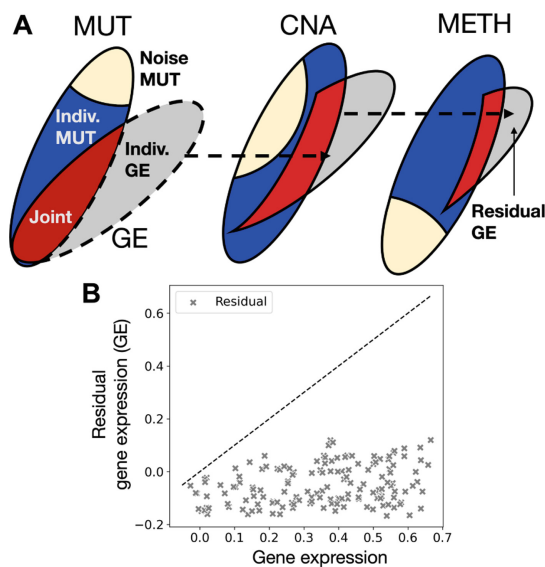 A
MUT
CNA
METH
Noise
MUT
Indiv.
MUT
Indiv.
GE
Joint
GE
Residual
GE
B
Residual
Residual
gene expression (GE)
0.6
0.4
0.2
0.0
−0.2
0.0 0.1 0.2 0.3 0.4 0.5 0.6 0.7
Gene expression